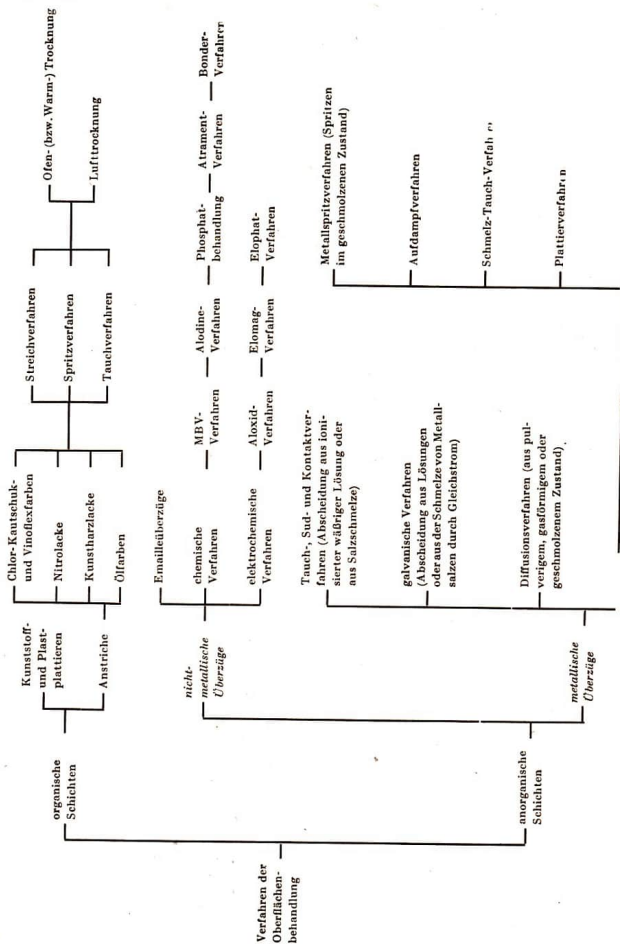 Verfahren der
Oberflächen-
behandlung
organische
Schichten
Kunststoff-
und Plast-
plattieren
Anstriche
Chlor-Kautschuk-
und Vinoflexfarben
Nitrolacke
Kunstharzlacke
Ölfarben
Streichverfahren
Spritzverfahren
Tauchverfahren
Ofen- (bzw. Warm-) Trocknung
Lufttrocknung
anorganische
Schichten
nicht-
metallische
Überzüge
Emailleüberzüge
chemische
Verfahren
MBV-
Verfahren
Alodine-
Verfahren
Phosphat-
behandlung
Atrament-
Verfahren
Bonder-
Verfahren
elektrochemische
Verfahren
Aloxid-
Verfahren
Elomag-
Verfahren
Elophat-
Verfahren
metallische
Überzüge
Tauch-, Sud- und Kontaktver-
fahren (Abscheidung aus ioni-
sierter wäßriger Lösung oder
aus Salzschmelze)
galvanische Verfahren
(Abscheidung aus Lösungen
oder aus der Schmelze von Metall-
salzen durch Gleichstrom)
Diffusionsverfahren (aus pul-
verigem, gasförmigem oder
geschmolzenem Zustand)
Metallspritzverfahren (Spritzen
im geschmolzenen Zustand)
Aufdampfverfahren
Schmelz-Tauch-Verfahren
Plattierverfahren